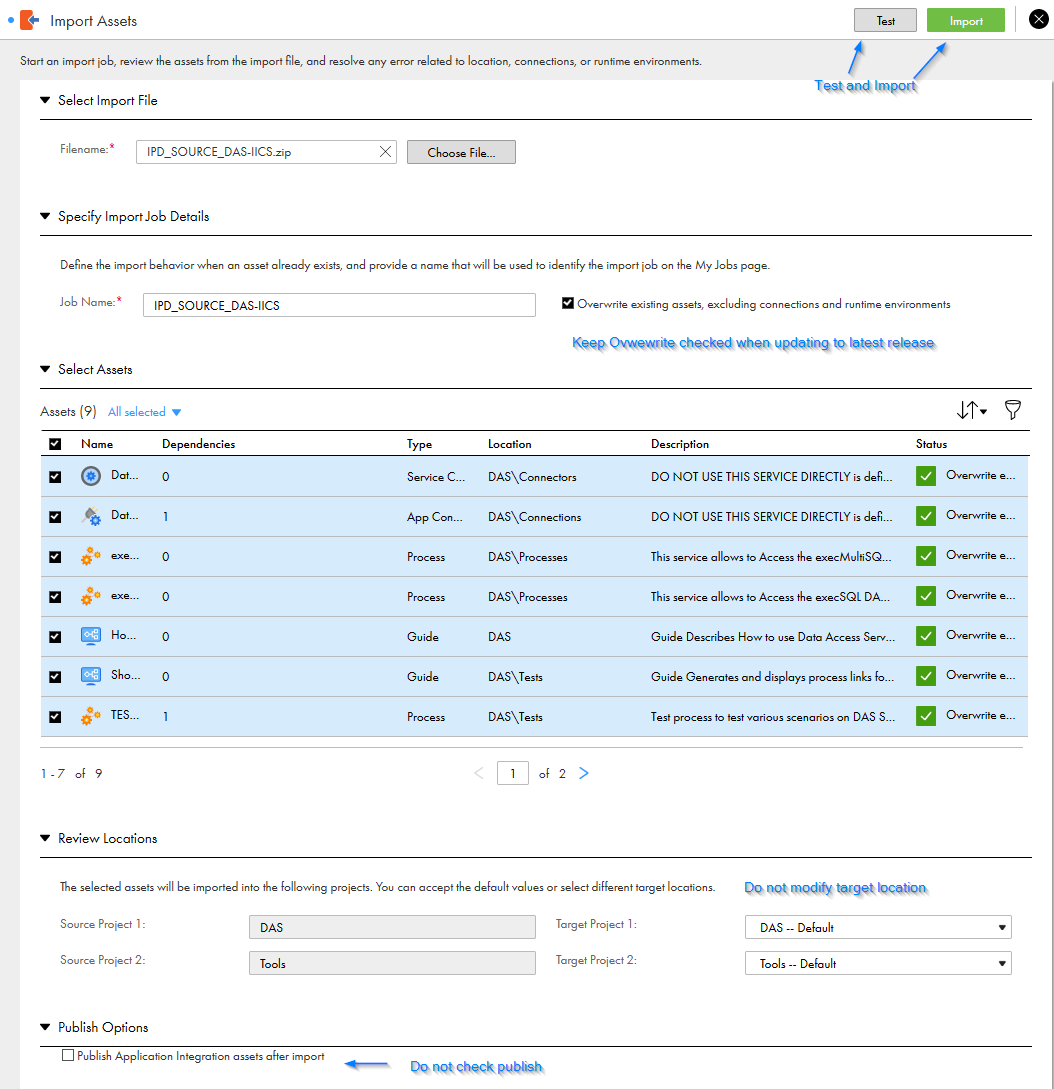 Import Assets
Test
Import
Start an import job, review the assets from the import file, and resolve any error related to location, connections, or runtime environments.
Test and Import
Select Import File
Filename:*
IPD_SOURCE_DAS-IICS.zip
Choose File...
Specify Import Job Details
Define the import behavior when an asset already exists, and provide a name that will be used to identify the import job on the My Jobs page.
Job Name:*
IPD_SOURCE_DAS-IICS
Overwrite existing assets, excluding connections and runtime environments
Keep Ovwewrite checked when updating to latest release
Select Assets
Assets (9) All selected
Name Dependencies Type Location Description Status
Dat... 0 Service C... DAS\Connectors DO NOT USE THIS SERVICE DIRECTLY is defi... Overwrite e...
Dat... 1 App Con... DAS\Connections DO NOT USE THIS SERVICE DIRECTLY is defi... Overwrite e...
exe... 0 Process DAS\Processes This service allows to Access the execMultiSQ... Overwrite e...
exe... 0 Process DAS\Processes This service allows to Access the execSQL DA... Overwrite e...
Ho... 0 Guide DAS Guide Describes How to use Data Access Serv... Overwrite e...
Sho... 0 Guide DAS\Tests Guide Generates and displays process links fo... Overwrite e...
TES... 1 Process DAS\Tests Test process to test various scenarios on DAS S... Overwrite e...
1 - 7 of 9
1 of 2
Review Locations
The selected assets will be imported into the following projects. You can accept the default values or select different target locations.
Do not modify target location
Source Project 1: DAS Target Project 1: DAS -- Default
Source Project 2: Tools Target Project 2: Tools -- Default
Publish Options
Publish Application Integration assets after import
Do not check publish